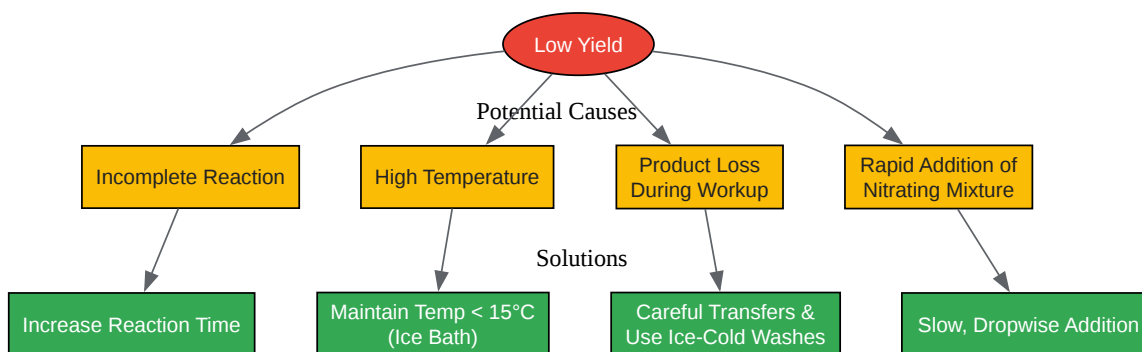 Low Yield
Potential Causes
Incomplete Reaction
High Temperature
Product Loss
During Workup
Rapid Addition of
Nitrating Mixture
Solutions
Increase Reaction Time
Maintain Temp < 15°C
(Ice Bath)
Careful Transfers &
Use Ice-Cold Washes
Slow, Dropwise Addition